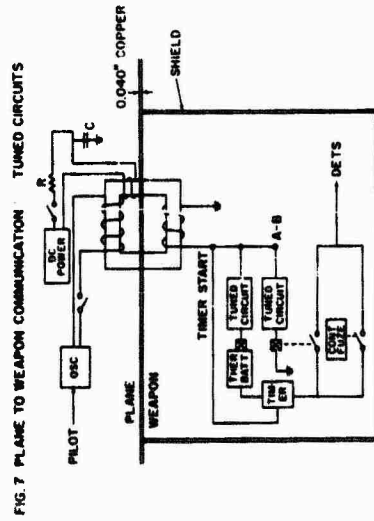 FIG. 7 PLANE TO WEAPON COMMUNICATION TUNED CIRCUITS
PILOT
OSC
DC POWER
R
C
0.040" COPPER
PLANE
WEAPON
SHIELD
TIMER START
THER BATT
TUNED CIRCUIT
TUNED CIRCUIT
A-B
TIM-ER
CONT FUZE
DETS